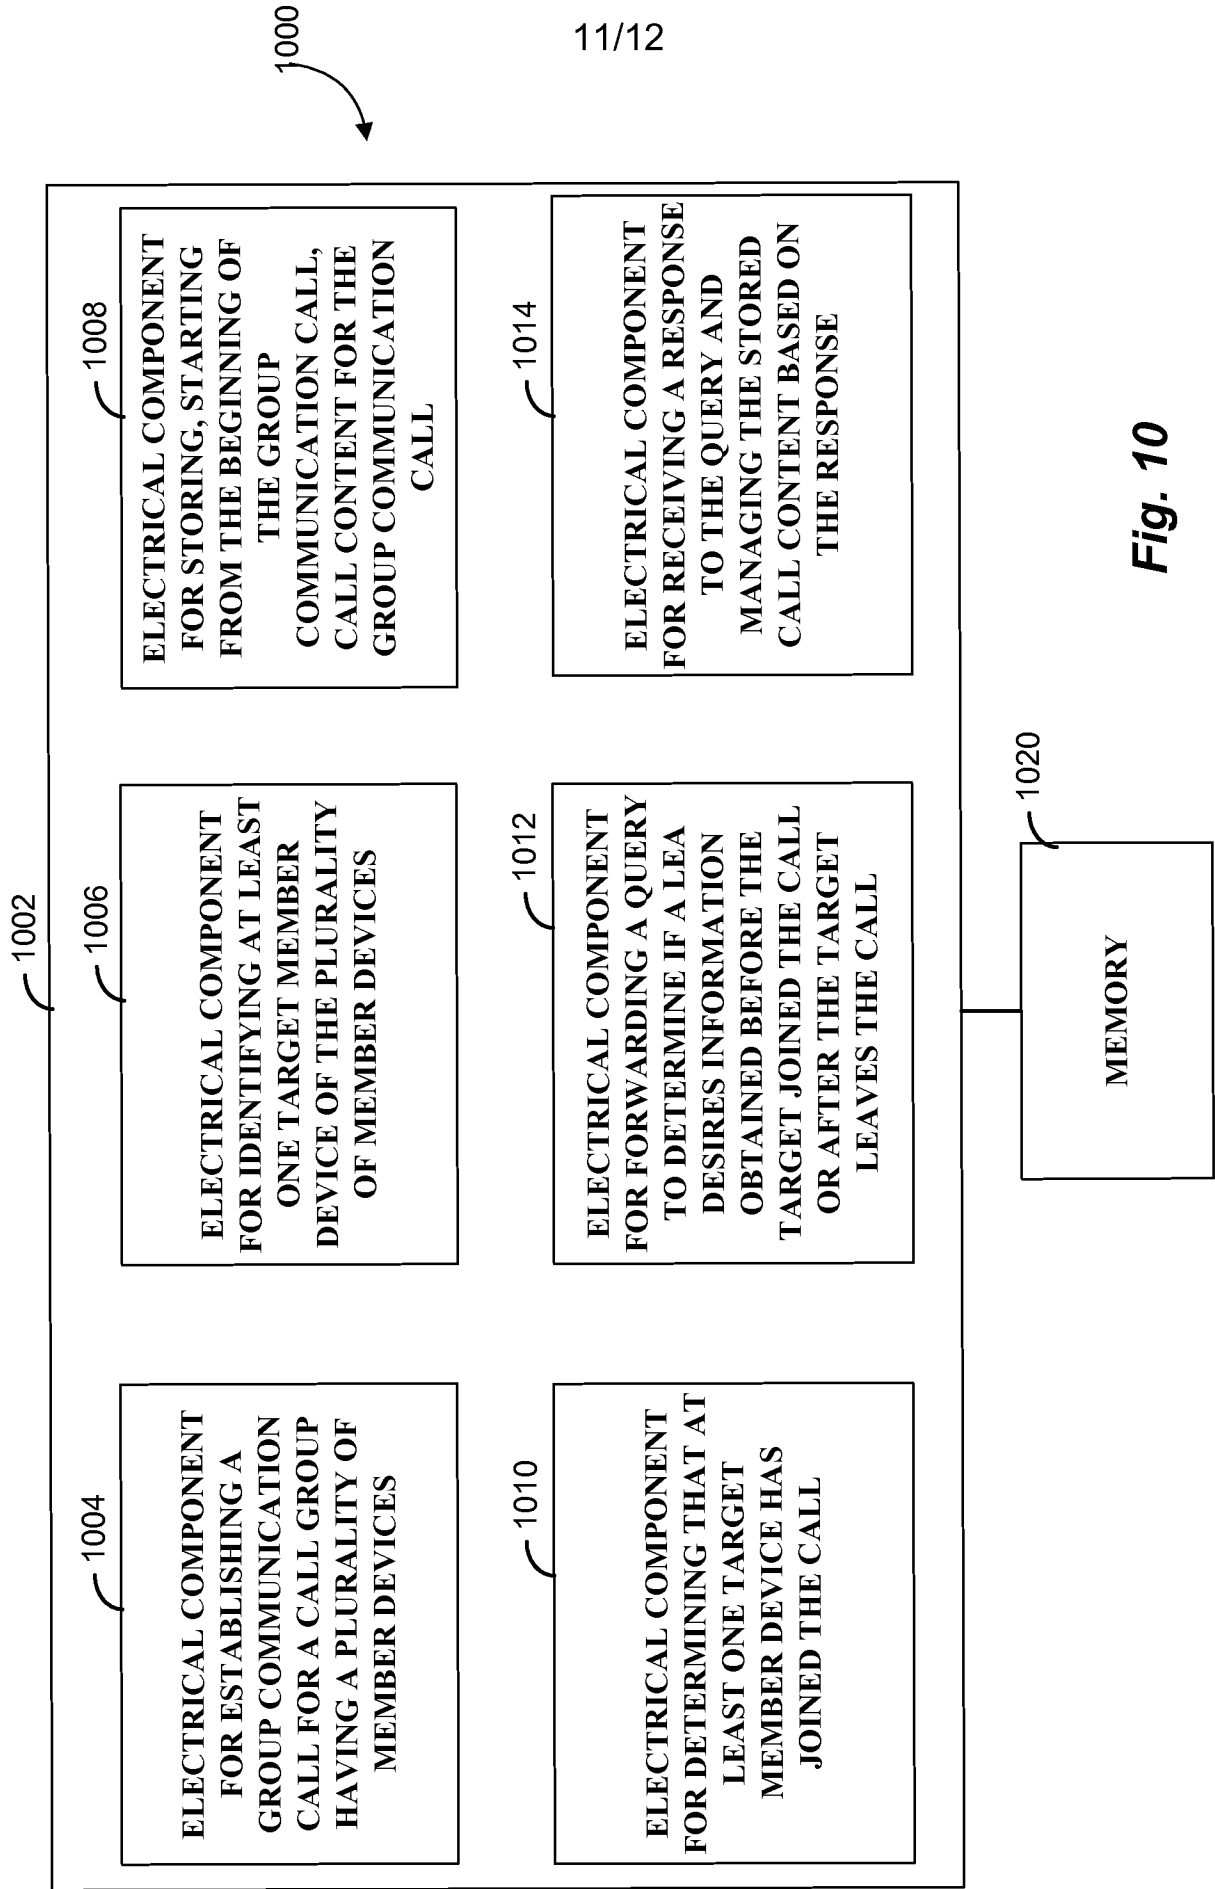 11/12
1000
1002
1004
ELECTRICAL COMPONENT
FOR ESTABLISHING A
GROUP COMMUNICATION
CALL FOR A CALL GROUP
HAVING A PLURALITY OF
MEMBER DEVICES
1006
ELECTRICAL COMPONENT
FOR IDENTIFYING AT LEAST
ONE TARGET MEMBER
DEVICE OF THE PLURALITY
OF MEMBER DEVICES
1008
ELECTRICAL COMPONENT
FOR STORING, STARTING
FROM THE BEGINNING OF
THE GROUP
COMMUNICATION CALL,
CALL CONTENT FOR THE
GROUP COMMUNICATION
CALL
1010
ELECTRICAL COMPONENT
FOR DETERMINING THAT AT
LEAST ONE TARGET
MEMBER DEVICE HAS
JOINED THE CALL
1012
ELECTRICAL COMPONENT
FOR FORWARDING A QUERY
TO DETERMINE IF A LEA
DESIRES INFORMATION
OBTAINED BEFORE THE
TARGET JOINED THE CALL
OR AFTER THE TARGET
LEAVES THE CALL
1014
ELECTRICAL COMPONENT
FOR RECEIVING A RESPONSE
TO THE QUERY AND
MANAGING THE STORED
CALL CONTENT BASED ON
THE RESPONSE
1020
MEMORY
Fig. 10